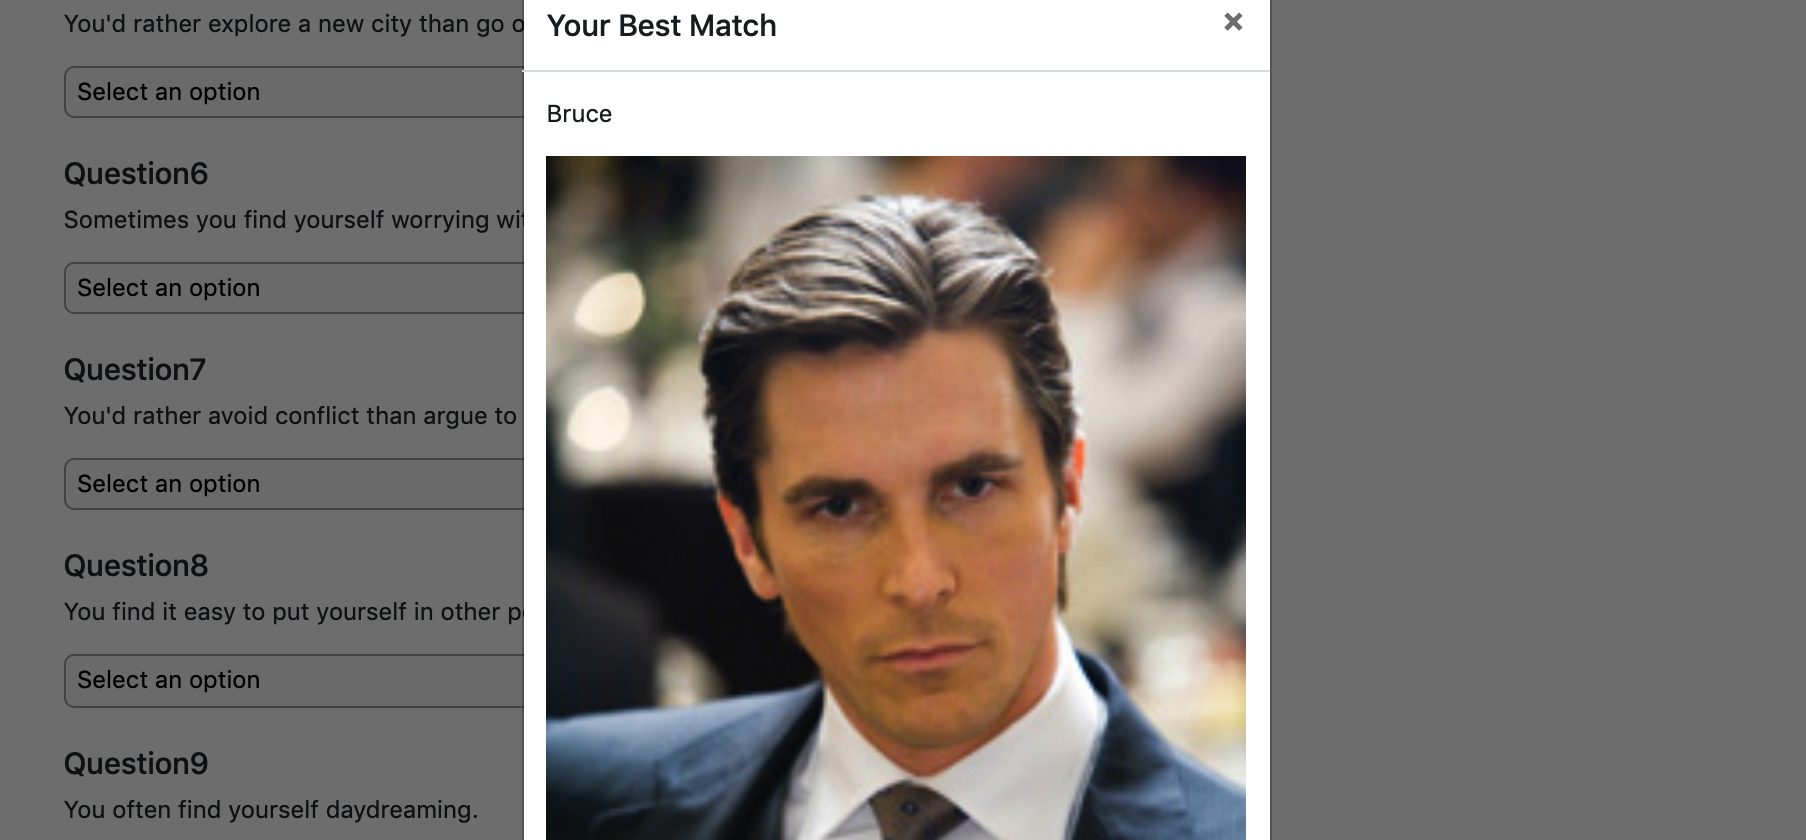 You'd rather explore a new city than go
Select an option
Question6
Sometimes you find yourself worrying
Select an option
Question7
You'd rather avoid conflict than argue to
Select an option
Question8
You find it easy to put yourself in other
Select an option
Question9
You often find yourself daydreaming.
Your Best Match
×
Bruce